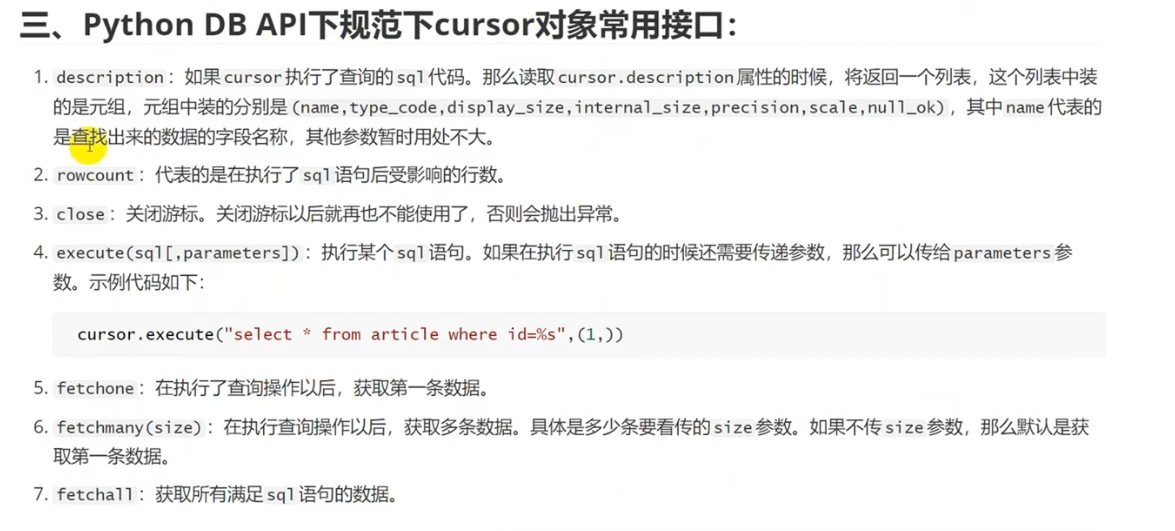 三、Python DB API下规范下cursor对象常用接口：
1. description：如果cursor执行了查询的sql代码。那么读取cursor.description属性的时候，将返回一个列表，这个列表中装
的是元组，元组中装的分别是(name,type_code,display_size,internal_size,precision,scale,null_ok)，其中name代表的
是查找出来的数据的字段名称，其他参数暂时用处不大。
2. rowcount：代表的是在执行了sql语句后受影响的行数。
3. close：关闭游标。关闭游标以后就再也不能使用了，否则会抛出异常。
4. execute(sql[,parameters])：执行某个sql语句。如果在执行sql语句的时候还需要传递参数，那么可以传给parameters参
数。示例代码如下：
cursor.execute("select * from article where id=%s",(1,))
5. fetchone：在执行了查询操作以后，获取第一条数据。
6. fetchmany(size)：在执行查询操作以后，获取多条数据。具体是多少条要看传的size参数。如果不传size参数，那么默认是获
取第一条数据。
7. fetchall：获取所有满足sql语句的数据。